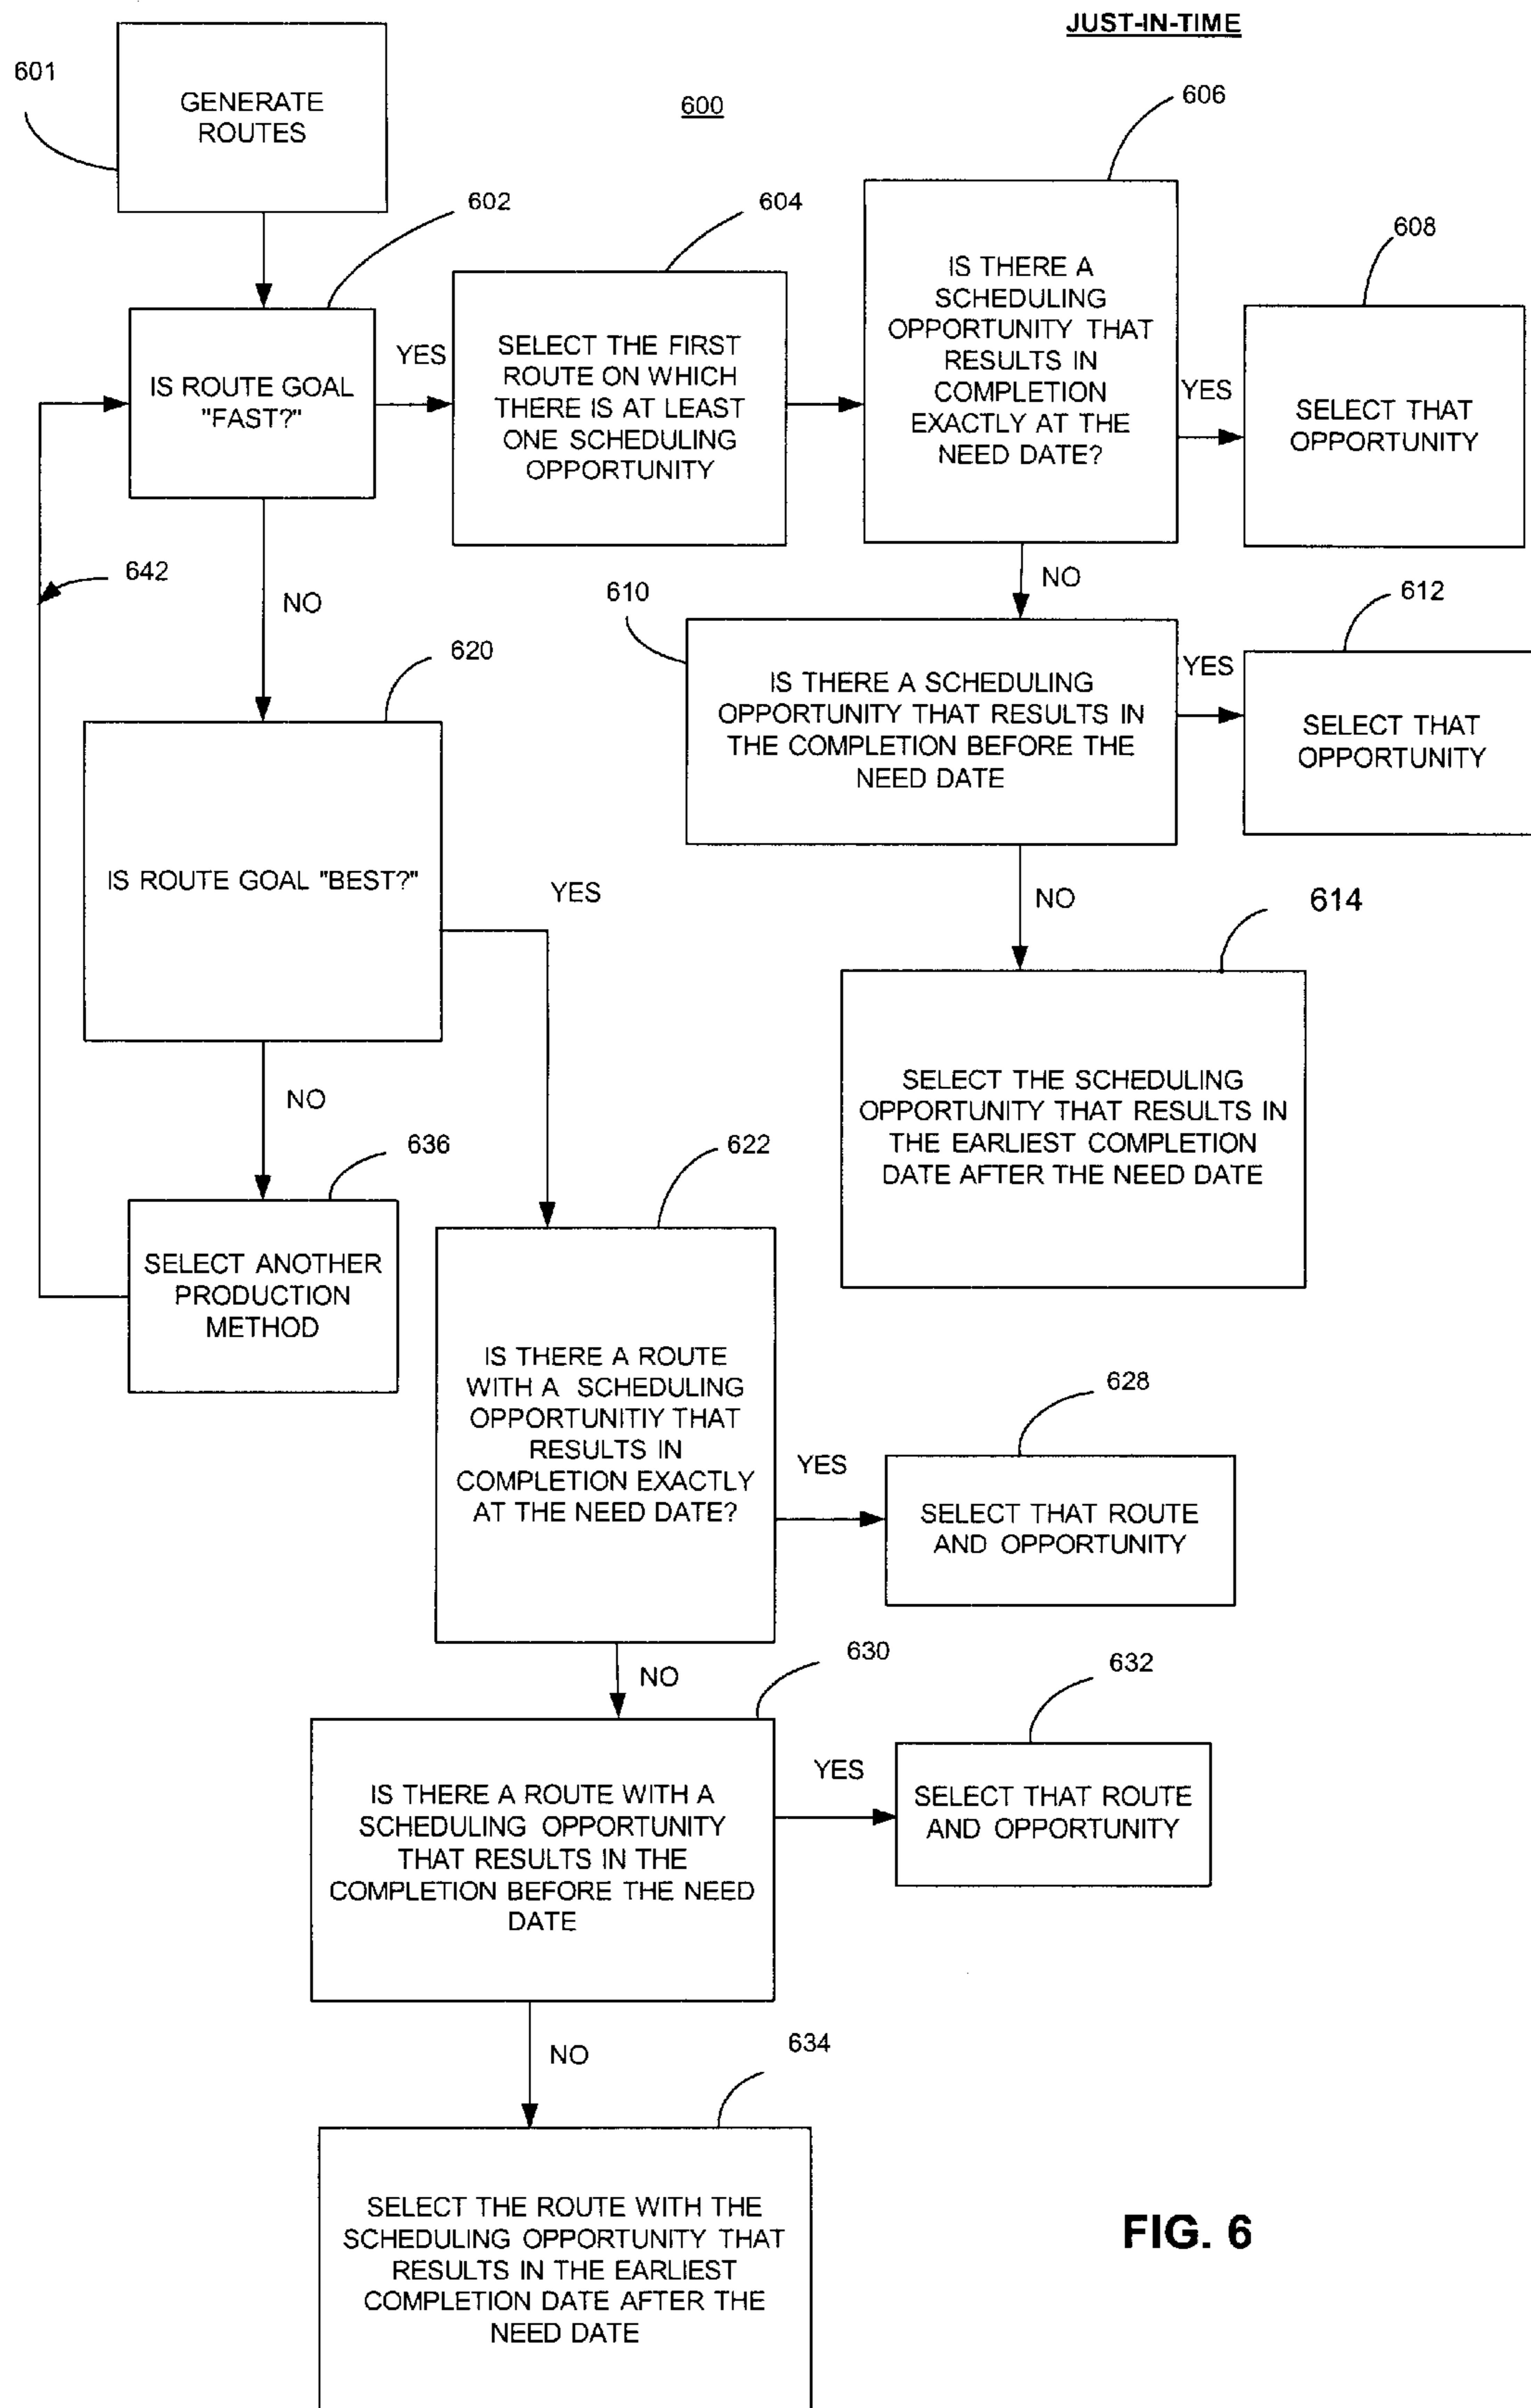 JUST-IN-TIME
601
GENERATE
ROUTES
600
606
602
604
608
IS THERE A
SCHEDULING
OPPORTUNITY THAT
RESULTS IN
COMPLETION
EXACTLY AT THE
NEED DATE?
IS ROUTE GOAL
"FAST?"
YES
SELECT THE FIRST
ROUTE ON WHICH
THERE IS AT LEAST
ONE SCHEDULING
OPPORTUNITY
YES
SELECT THAT
OPPORTUNITY
642
NO
NO
610
612
620
IS THERE A SCHEDULING
OPPORTUNITY THAT RESULTS IN
THE COMPLETION BEFORE THE
NEED DATE
YES
SELECT THAT
OPPORTUNITY
IS ROUTE GOAL "BEST?"
YES
NO
614
NO
SELECT THE SCHEDULING
OPPORTUNITY THAT RESULTS IN
THE EARLIEST COMPLETION
DATE AFTER THE NEED DATE
636
622
SELECT ANOTHER
PRODUCTION
METHOD
IS THERE A ROUTE
WITH A SCHEDULING
OPPORTUNITIY THAT
RESULTS IN
COMPLETION EXACTLY
AT THE NEED DATE?
628
YES
SELECT THAT ROUTE
AND OPPORTUNITY
NO
630
632
IS THERE A ROUTE WITH A
SCHEDULING OPPORTUNITY
THAT RESULTS IN THE
COMPLETION BEFORE THE NEED
DATE
YES
SELECT THAT ROUTE
AND OPPORTUNITY
NO
634
SELECT THE ROUTE WITH THE
SCHEDULING OPPORTUNITY THAT
RESULTS IN THE EARLIEST
COMPLETION DATE AFTER THE
NEED DATE
FIG. 6